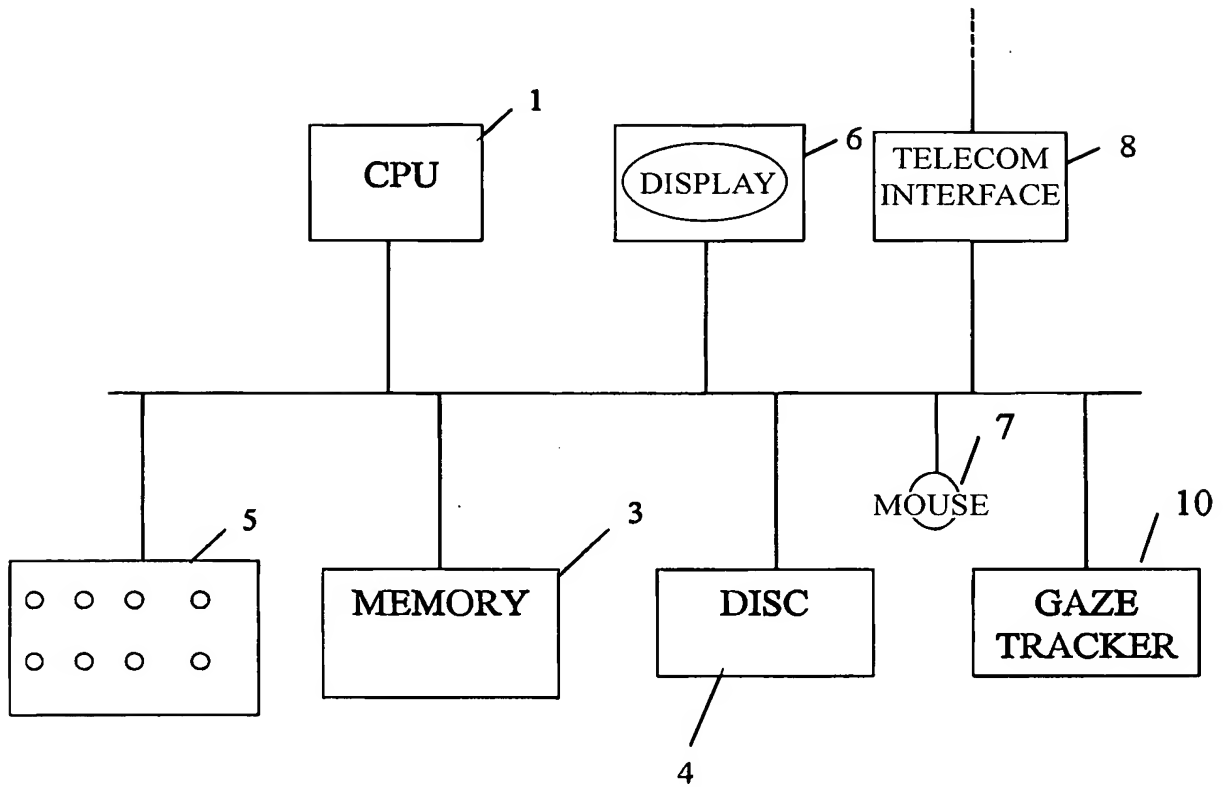 1
CPU
6
DISPLAY
8
TELECOM
INTERFACE
7
MOUSE
5
3
MEMORY
DISC
4
10
GAZE
TRACKER